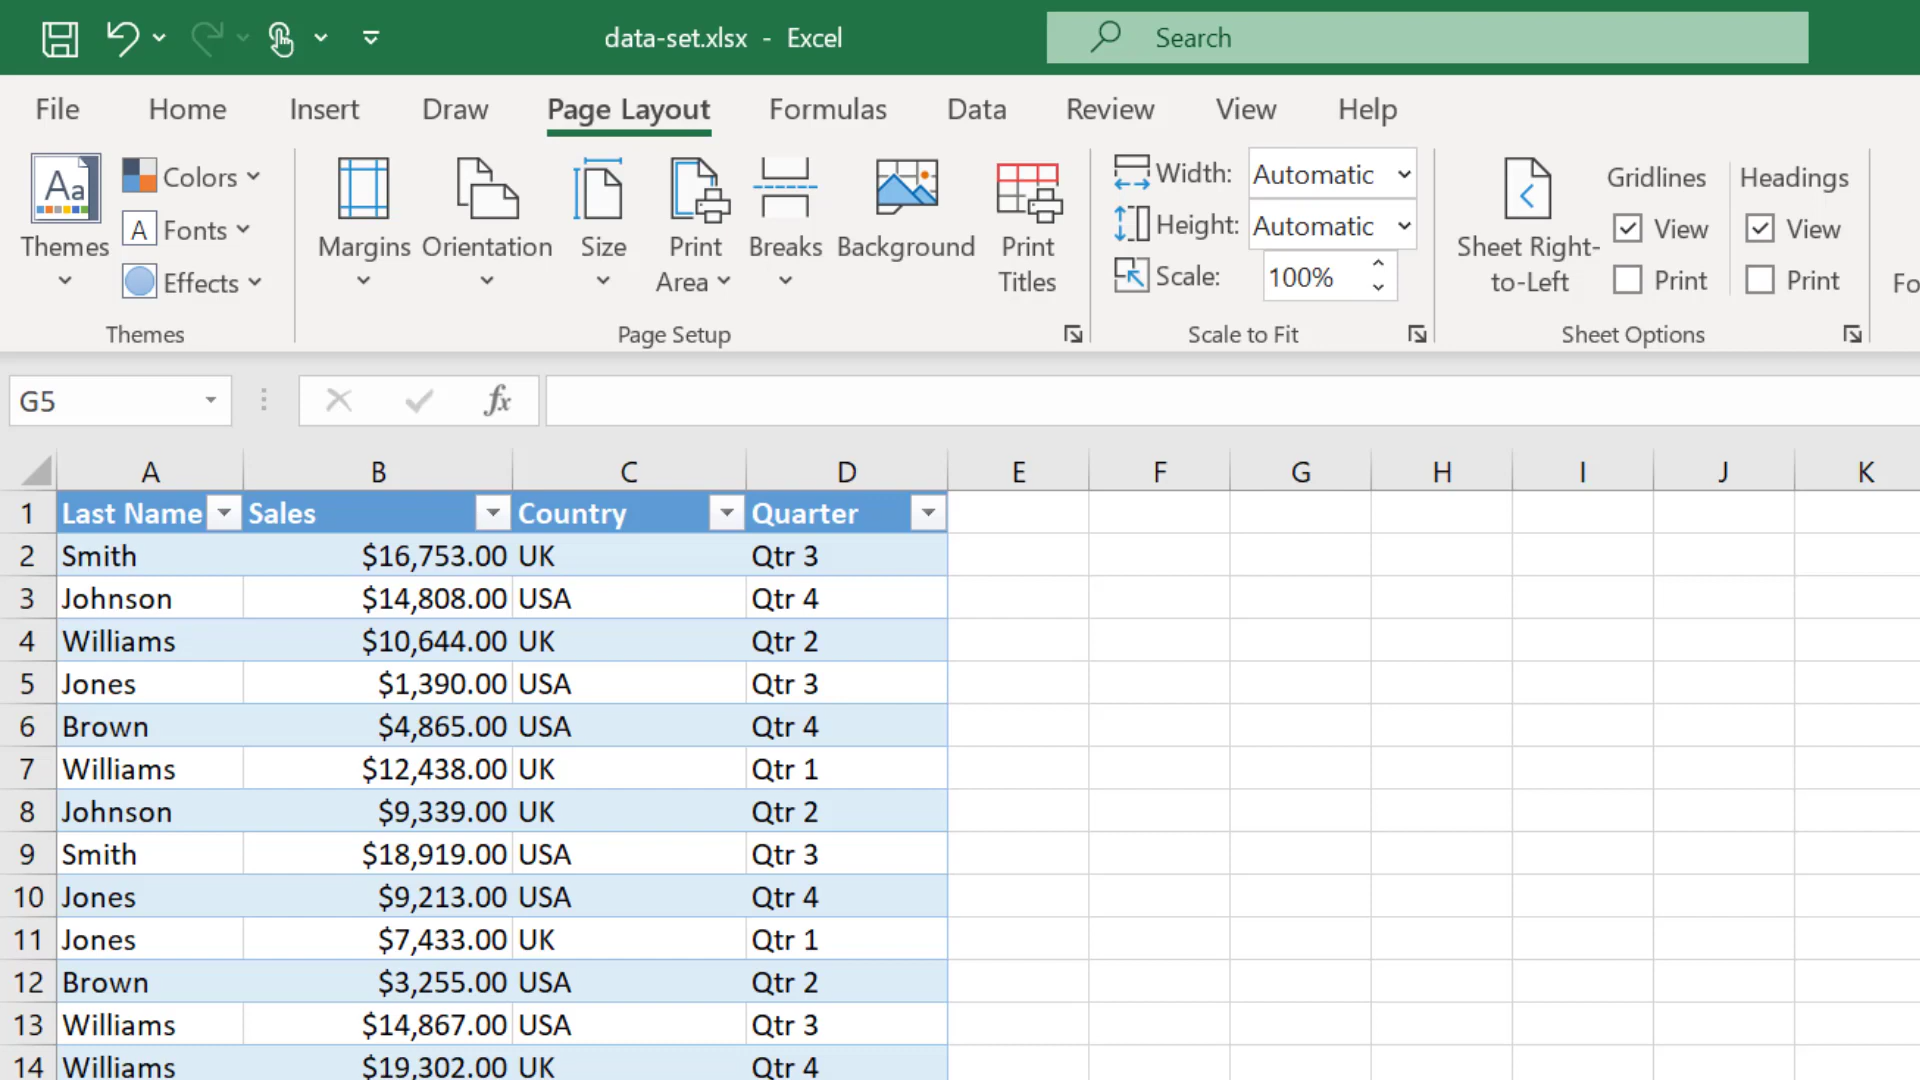 data-set.xlsx - Excel
Search
File Home Insert Draw Page Layout Formulas Data Review View Help
Aa
Themes
Colors
A Fonts
Effects
Themes
Margins
Orientation
Size
Print Area
Breaks
Background
Print Titles
Page Setup
Width: Automatic
Height: Automatic
Scale: 100%
Scale to Fit
Sheet Right-to-Left
Gridlines
View
Print
Headings
View
Print
Sheet Options
Fo
G5
fx
A B C D E F G H I J K
1 Last Name Sales Country Quarter
2 Smith $16,753.00 UK Qtr 3
3 Johnson $14,808.00 USA Qtr 4
4 Williams $10,644.00 UK Qtr 2
5 Jones $1,390.00 USA Qtr 3
6 Brown $4,865.00 USA Qtr 4
7 Williams $12,438.00 UK Qtr 1
8 Johnson $9,339.00 UK Qtr 2
9 Smith $18,919.00 USA Qtr 3
10 Jones $9,213.00 USA Qtr 4
11 Jones $7,433.00 UK Qtr 1
12 Brown $3,255.00 USA Qtr 2
13 Williams $14,867.00 USA Qtr 3
14 Williams $19,302.00 UK Qtr 4